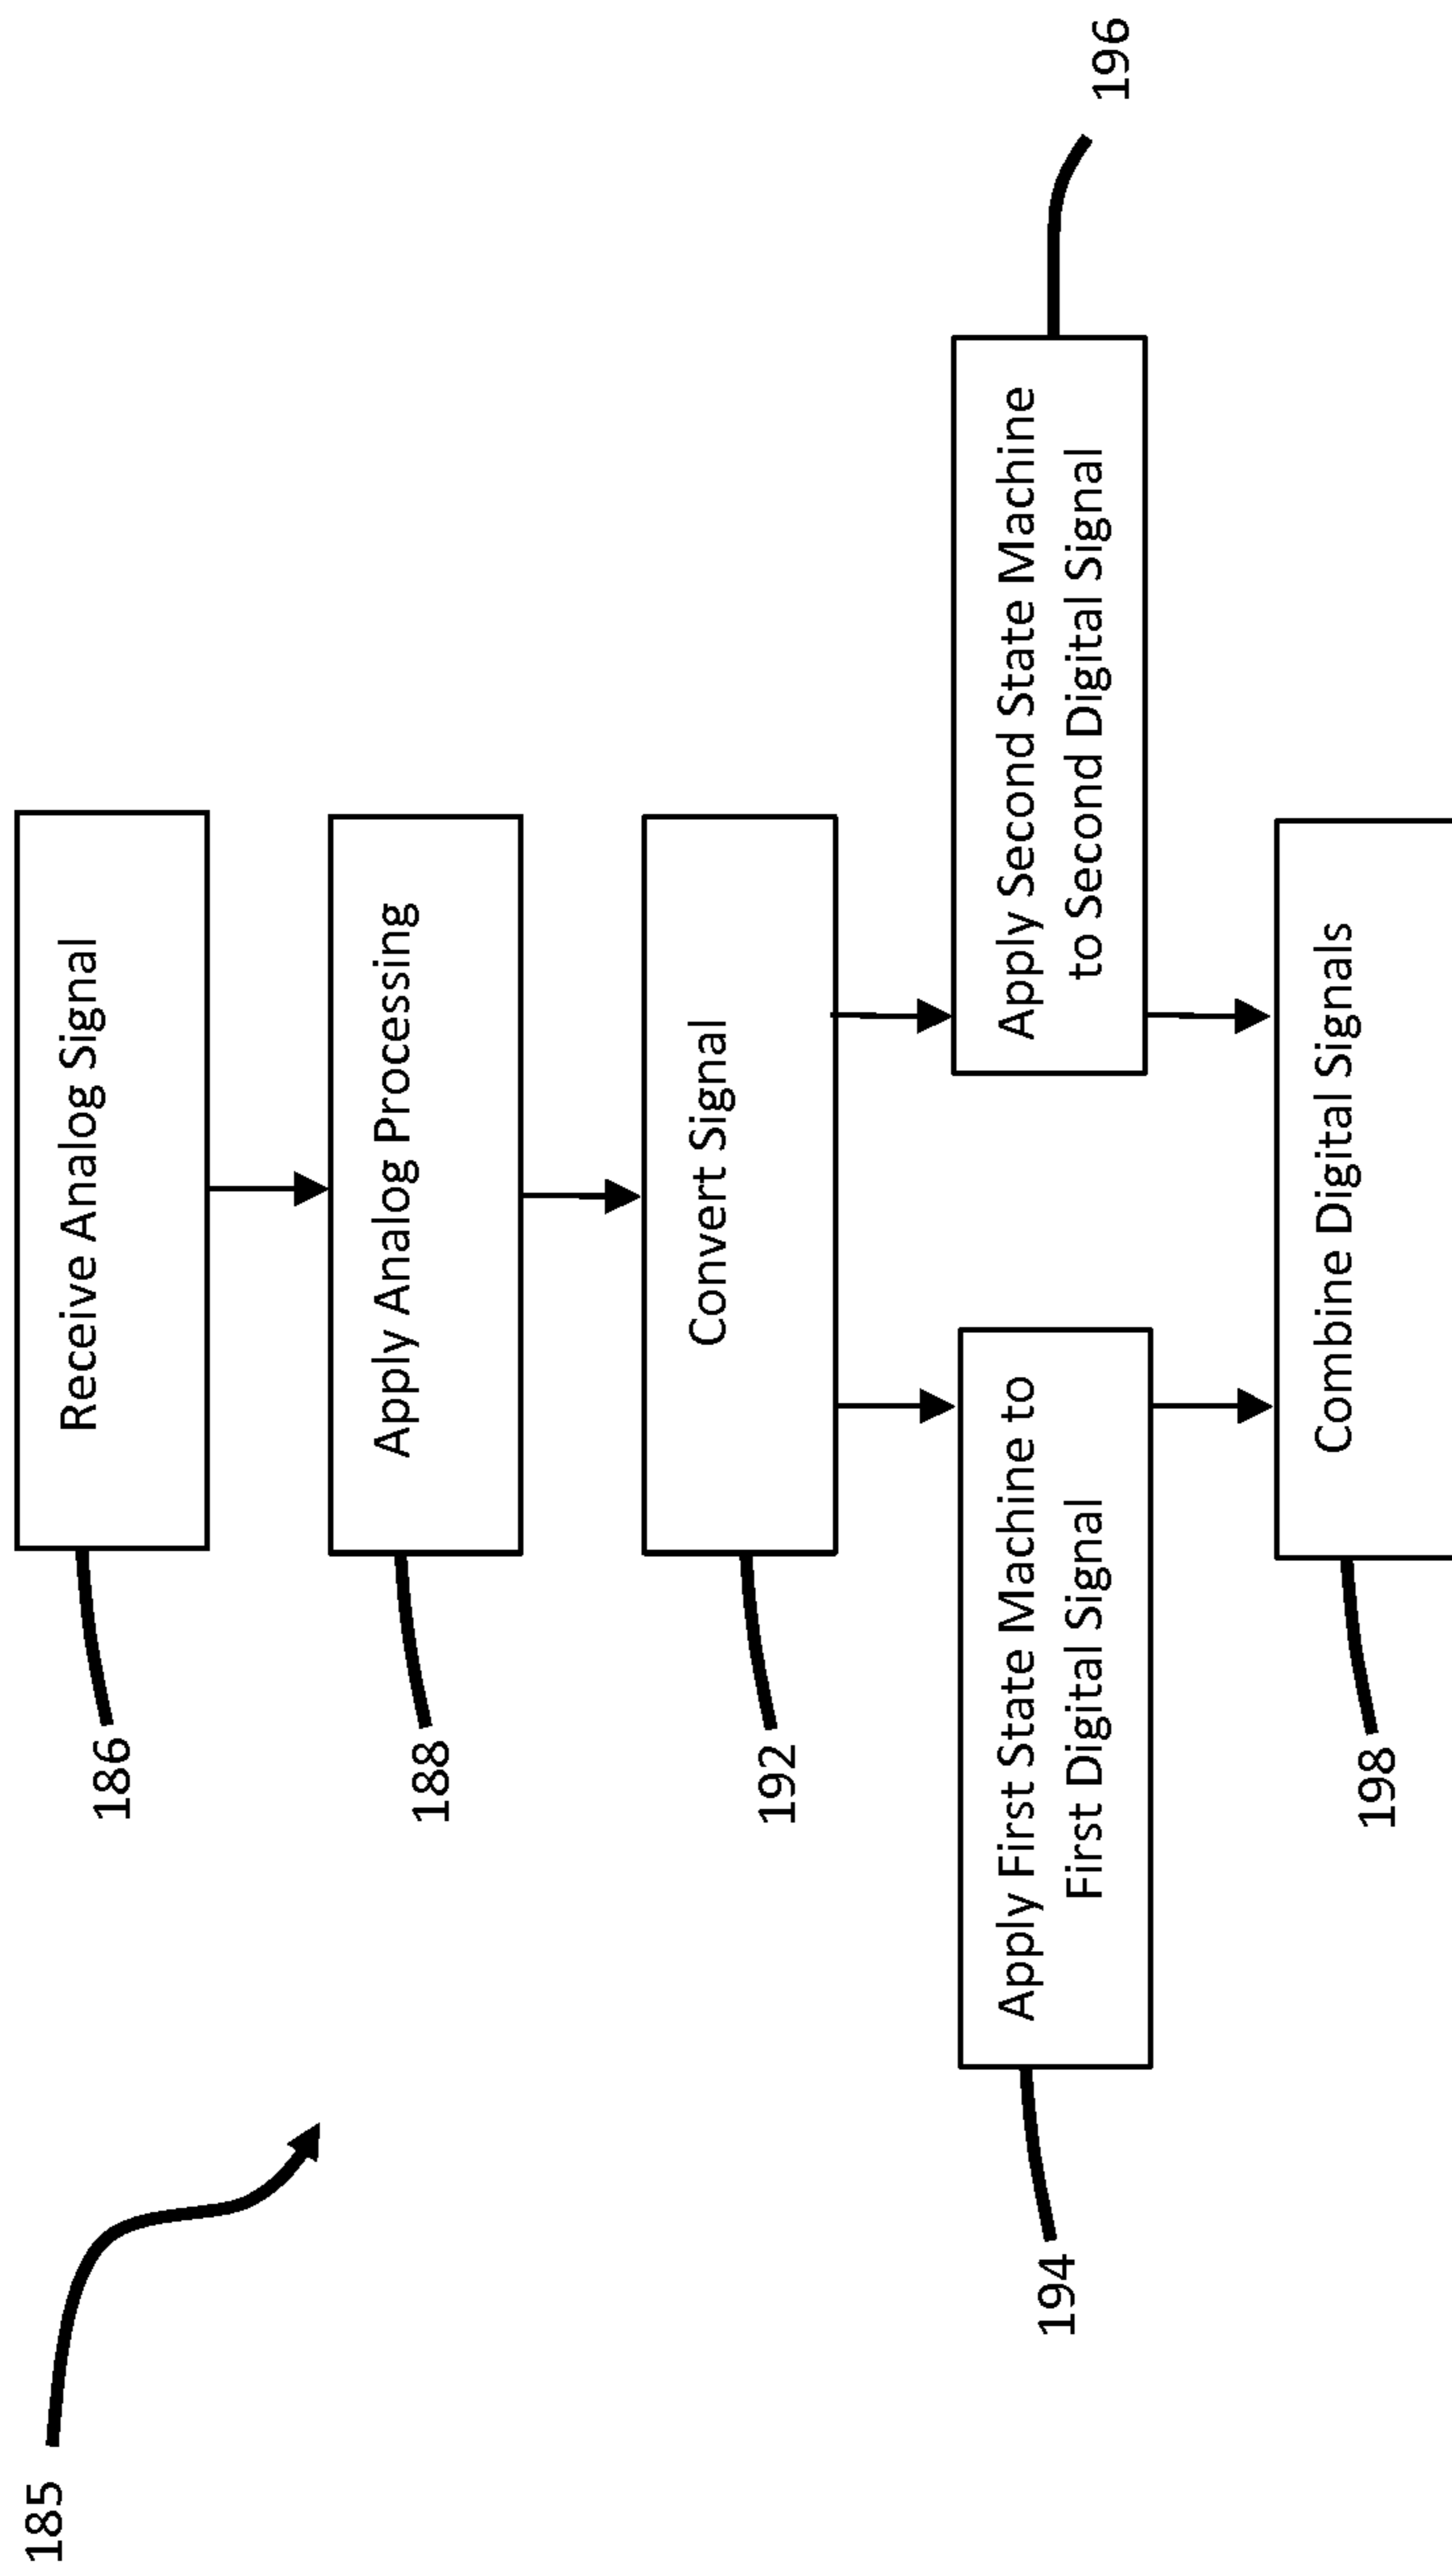 185
186
Receive Analog Signal
188
Apply Analog Processing
192
Convert Signal
194
Apply First State Machine to
First Digital Signal
Apply Second State Machine
to Second Digital Signal
196
198
Combine Digital Signals